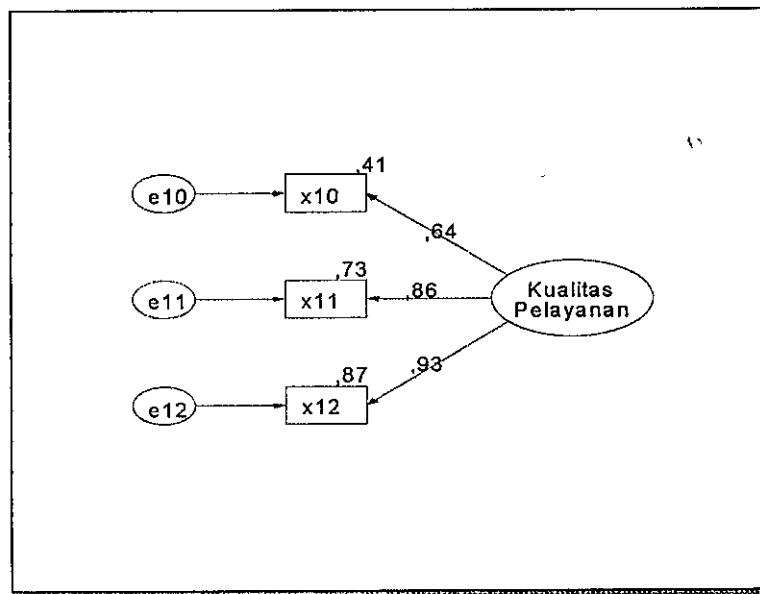 ,41
e10
x10
,64
,73
e11
x11
,86
Kualitas
Pelayanan
,87
,93
e12
x12